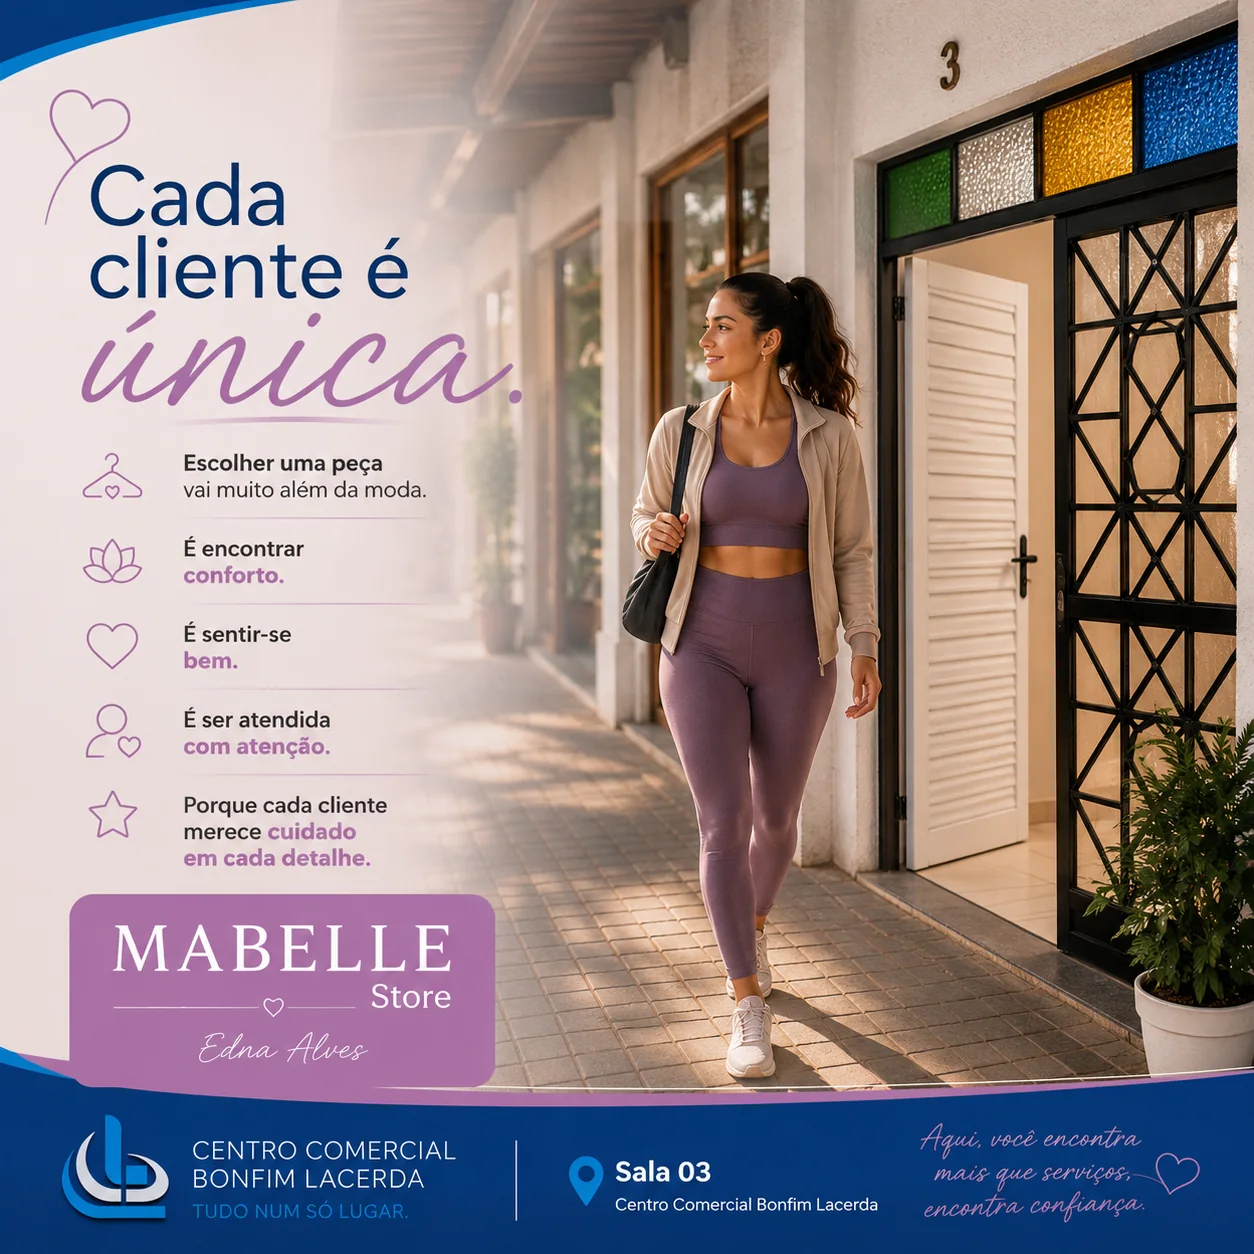 Cada
cliente é
única.
Escolher uma peça
vai muito além da moda.
É encontrar
conforto.
É sentir-se
bem.
É ser atendida
com atenção.
Porque cada cliente
merece cuidado
em cada detalhe.
MABELLE
Store
Edna Alves
3
CENTRO COMERCIAL
BONFIM LACERDA
TUDO NUM SÓ LUGAR.
Sala 03
Centro Comercial Bonfim Lacerda
Aqui, você encontra
mais que serviços,
encontra confiança.